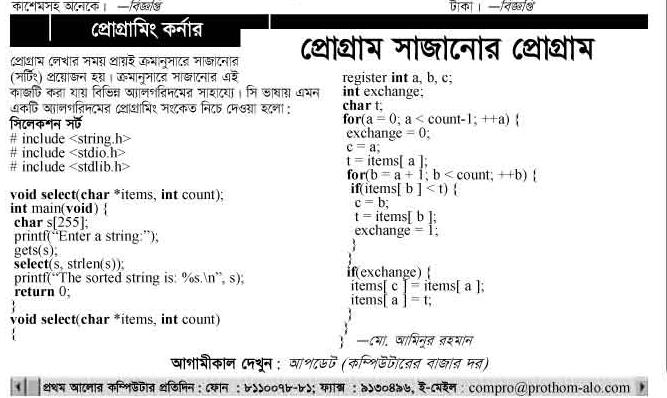 কাশেমসহ অনেকে। —বিজ্ঞপ্তি
টাকা। —বিজ্ঞপ্তি
প্রোগ্রামিং কর্নার
প্রোগ্রাম সাজানোর প্রোগ্রাম
প্রোগ্রাম লেখার সময় প্রায়ই ক্রমানুসারে সাজানোর
(সর্টিং) প্রয়োজন হয়। ক্রমানুসারে সাজানোর এই
কাজটি করা যায় বিভিন্ন অ্যালগরিদমের সাহায্যে। সি ভাষায় এমন
একটি অ্যালগরিদমের প্রোগ্রামিং সংকেত নিচে দেওয়া হলো :
সিলেকশন সর্ট
# include <string.h>
# include <stdio.h>
# include <stdlib.h>
void select(char *items, int count);
int main(void) {
char s[255];
printf("Enter a string:");
gets(s);
select(s, strlen(s));
printf("The sorted string is: %s.\n", s);
return 0;
}
void select(char *items, int count)
{
register int a, b, c;
int exchange;
char t;
for(a = 0; a < count-1; ++a) {
exchange = 0;
c = a;
t = items[ a ];
for(b = a + 1; b < count; ++b) {
if(items[ b ] < t) {
c = b;
t = items[ b ];
exchange = 1;
}
}
if(exchange) {
items[ c ] = items[ a ];
items[ a ] = t;
}
}
} —মো. আমিনুর রহমান
আগামীকাল দেখুন : আপডেট (কম্পিউটারের বাজার দর)
প্রথম আলোর কম্পিউটার প্রতিদিন : ফোন : ৮১১০০৭৮-৮১; ফ্যাক্স : ৯১৩০৪৯৬, ই-মেইল : compro@prothom-alo.com